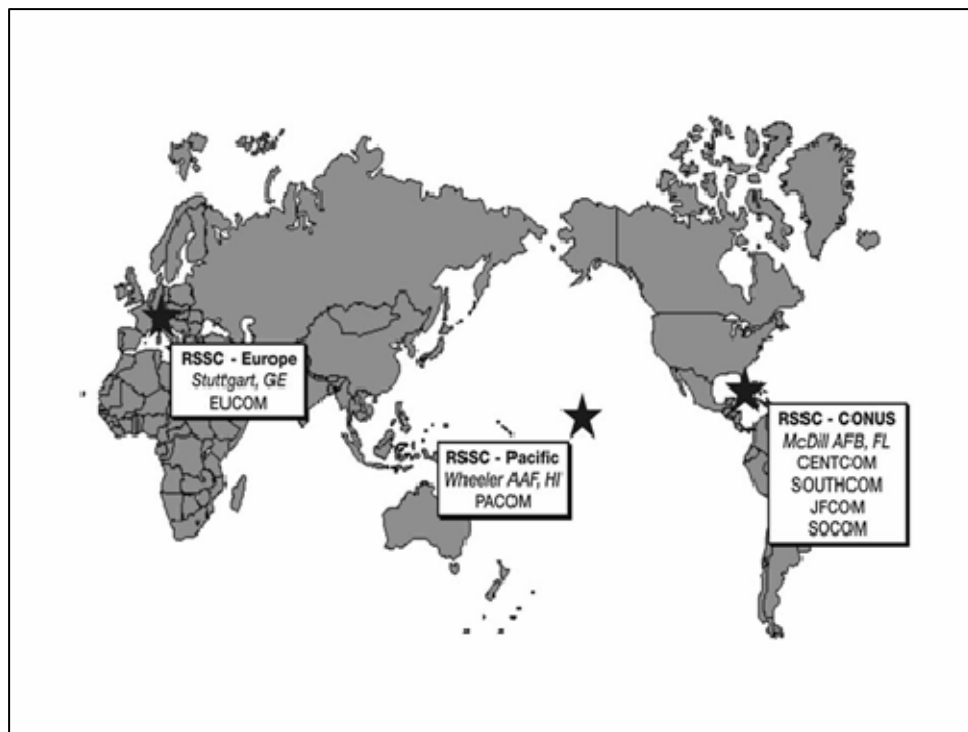 RSSC - Europe
Stuttgart, GE
EUCOM
RSSC - Pacific
Wheeler AAF, HI
PACOM
RSSC - CONUS
McDill AFB, FL
CENTCOM
SOUTHCOM
JFCOM
SOCOM